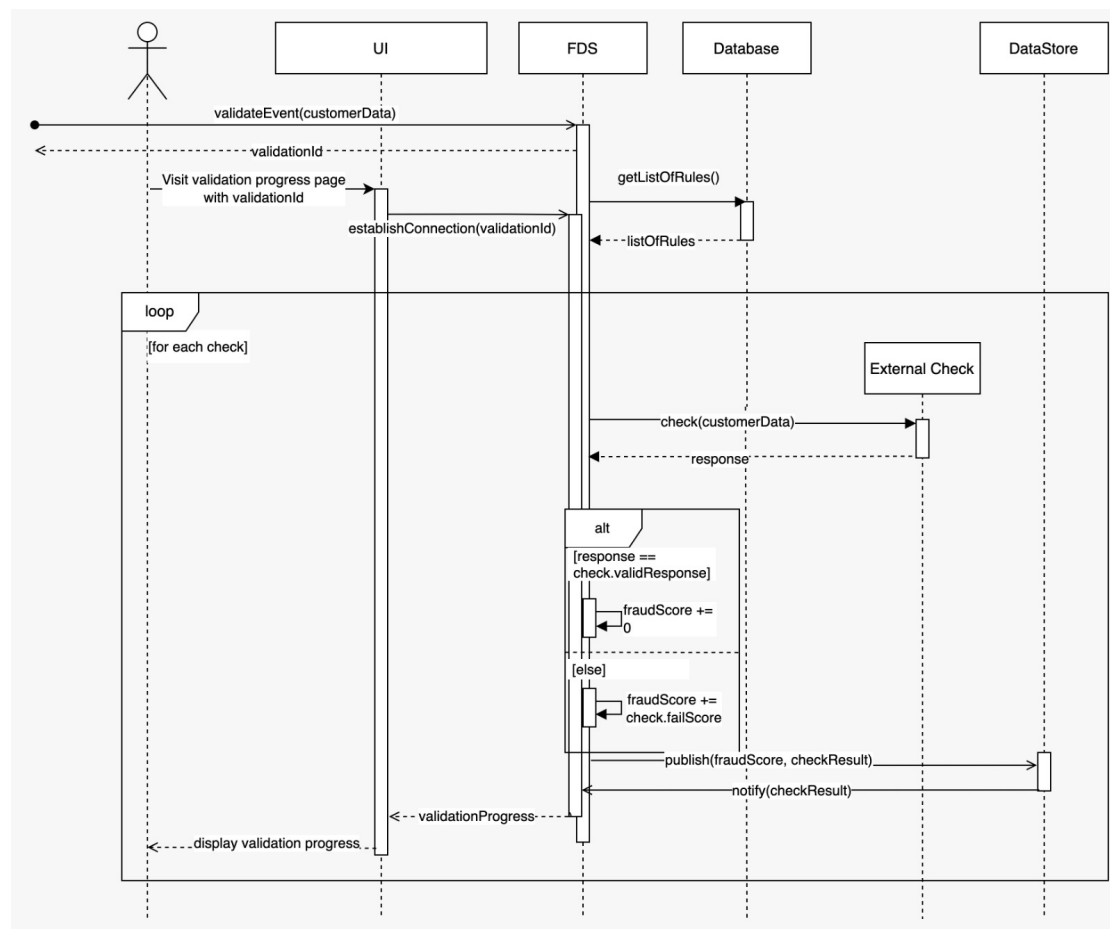 UI
FDS
Database
DataStore
validateEvent(customerData)
validationId
Visit validation progress page
with validationId
getListOfRules()
establishConnection(validationId)
listOfRules
loop
[for each check]
External Check
check(customerData)
response
alt
[response ==
check.validResponse]
fraudScore +=
0
[else]
fraudScore +=
check.failScore
publish(fraudScore, checkResult)
notify(checkResult)
validationProgress
display validation progress